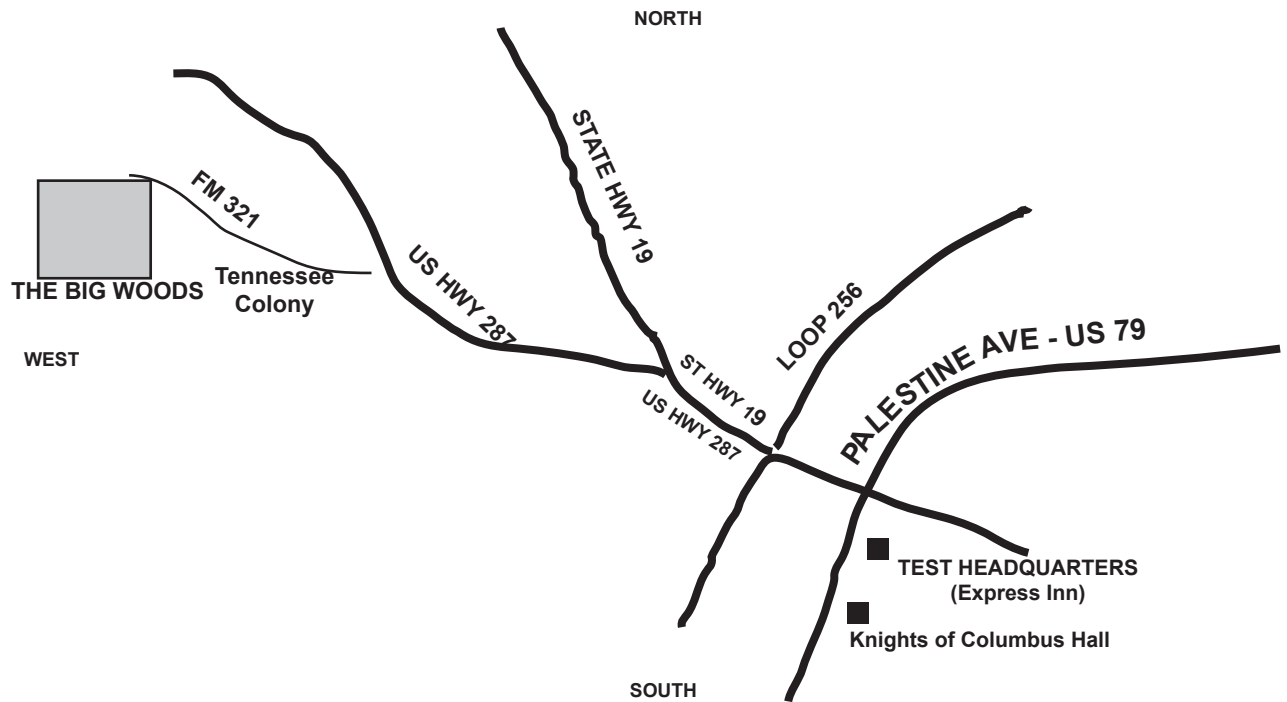 NORTH
STATE HWY 19
FM 321
THE BIG WOODS
Tennessee
Colony
US HWY 287
LOOP 256
PALESTINE AVE - US 79
WEST
ST HWY 19
US HWY 287
TEST HEADQUARTERS
(Express Inn)
Knights of Columbus Hall
SOUTH